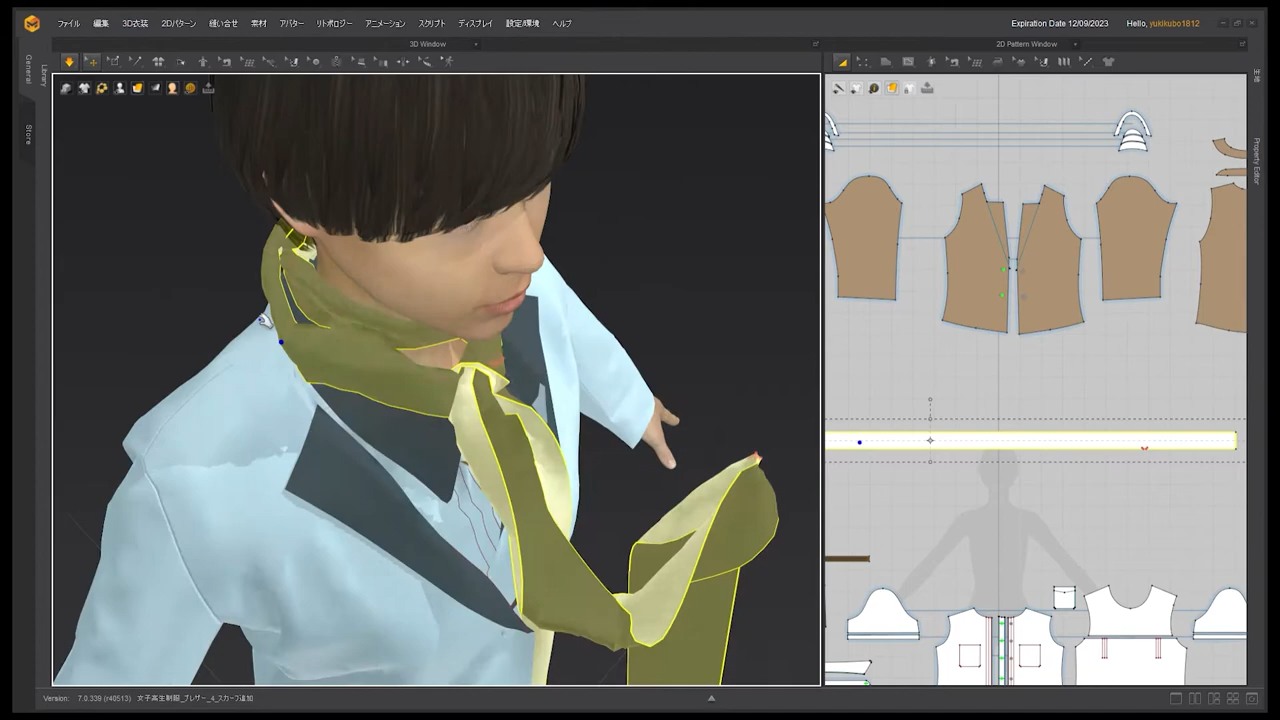 ファイル 編集 3D衣装 2Dパターン 縫い合せ 素材 アバター リトポロジー アニメーション スクリプト ディスプレイ 設定/環境 ヘルプ Expiration Date 12/09/2023 Hello, yukikubo1812
3D Window 2D Pattern Window
General
Library
Store
Property Editor
Version: 7.0.339 (r40513) 女子高生制服_ブレザー_4_スカーフ追加